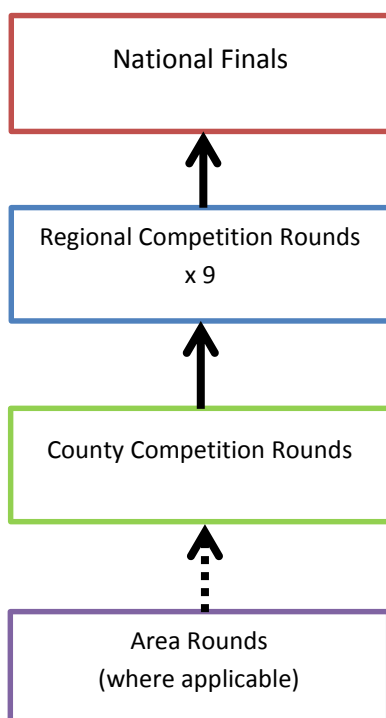 National Finals
Regional Competition Rounds
x 9
County Competition Rounds
Area Rounds
(where applicable)